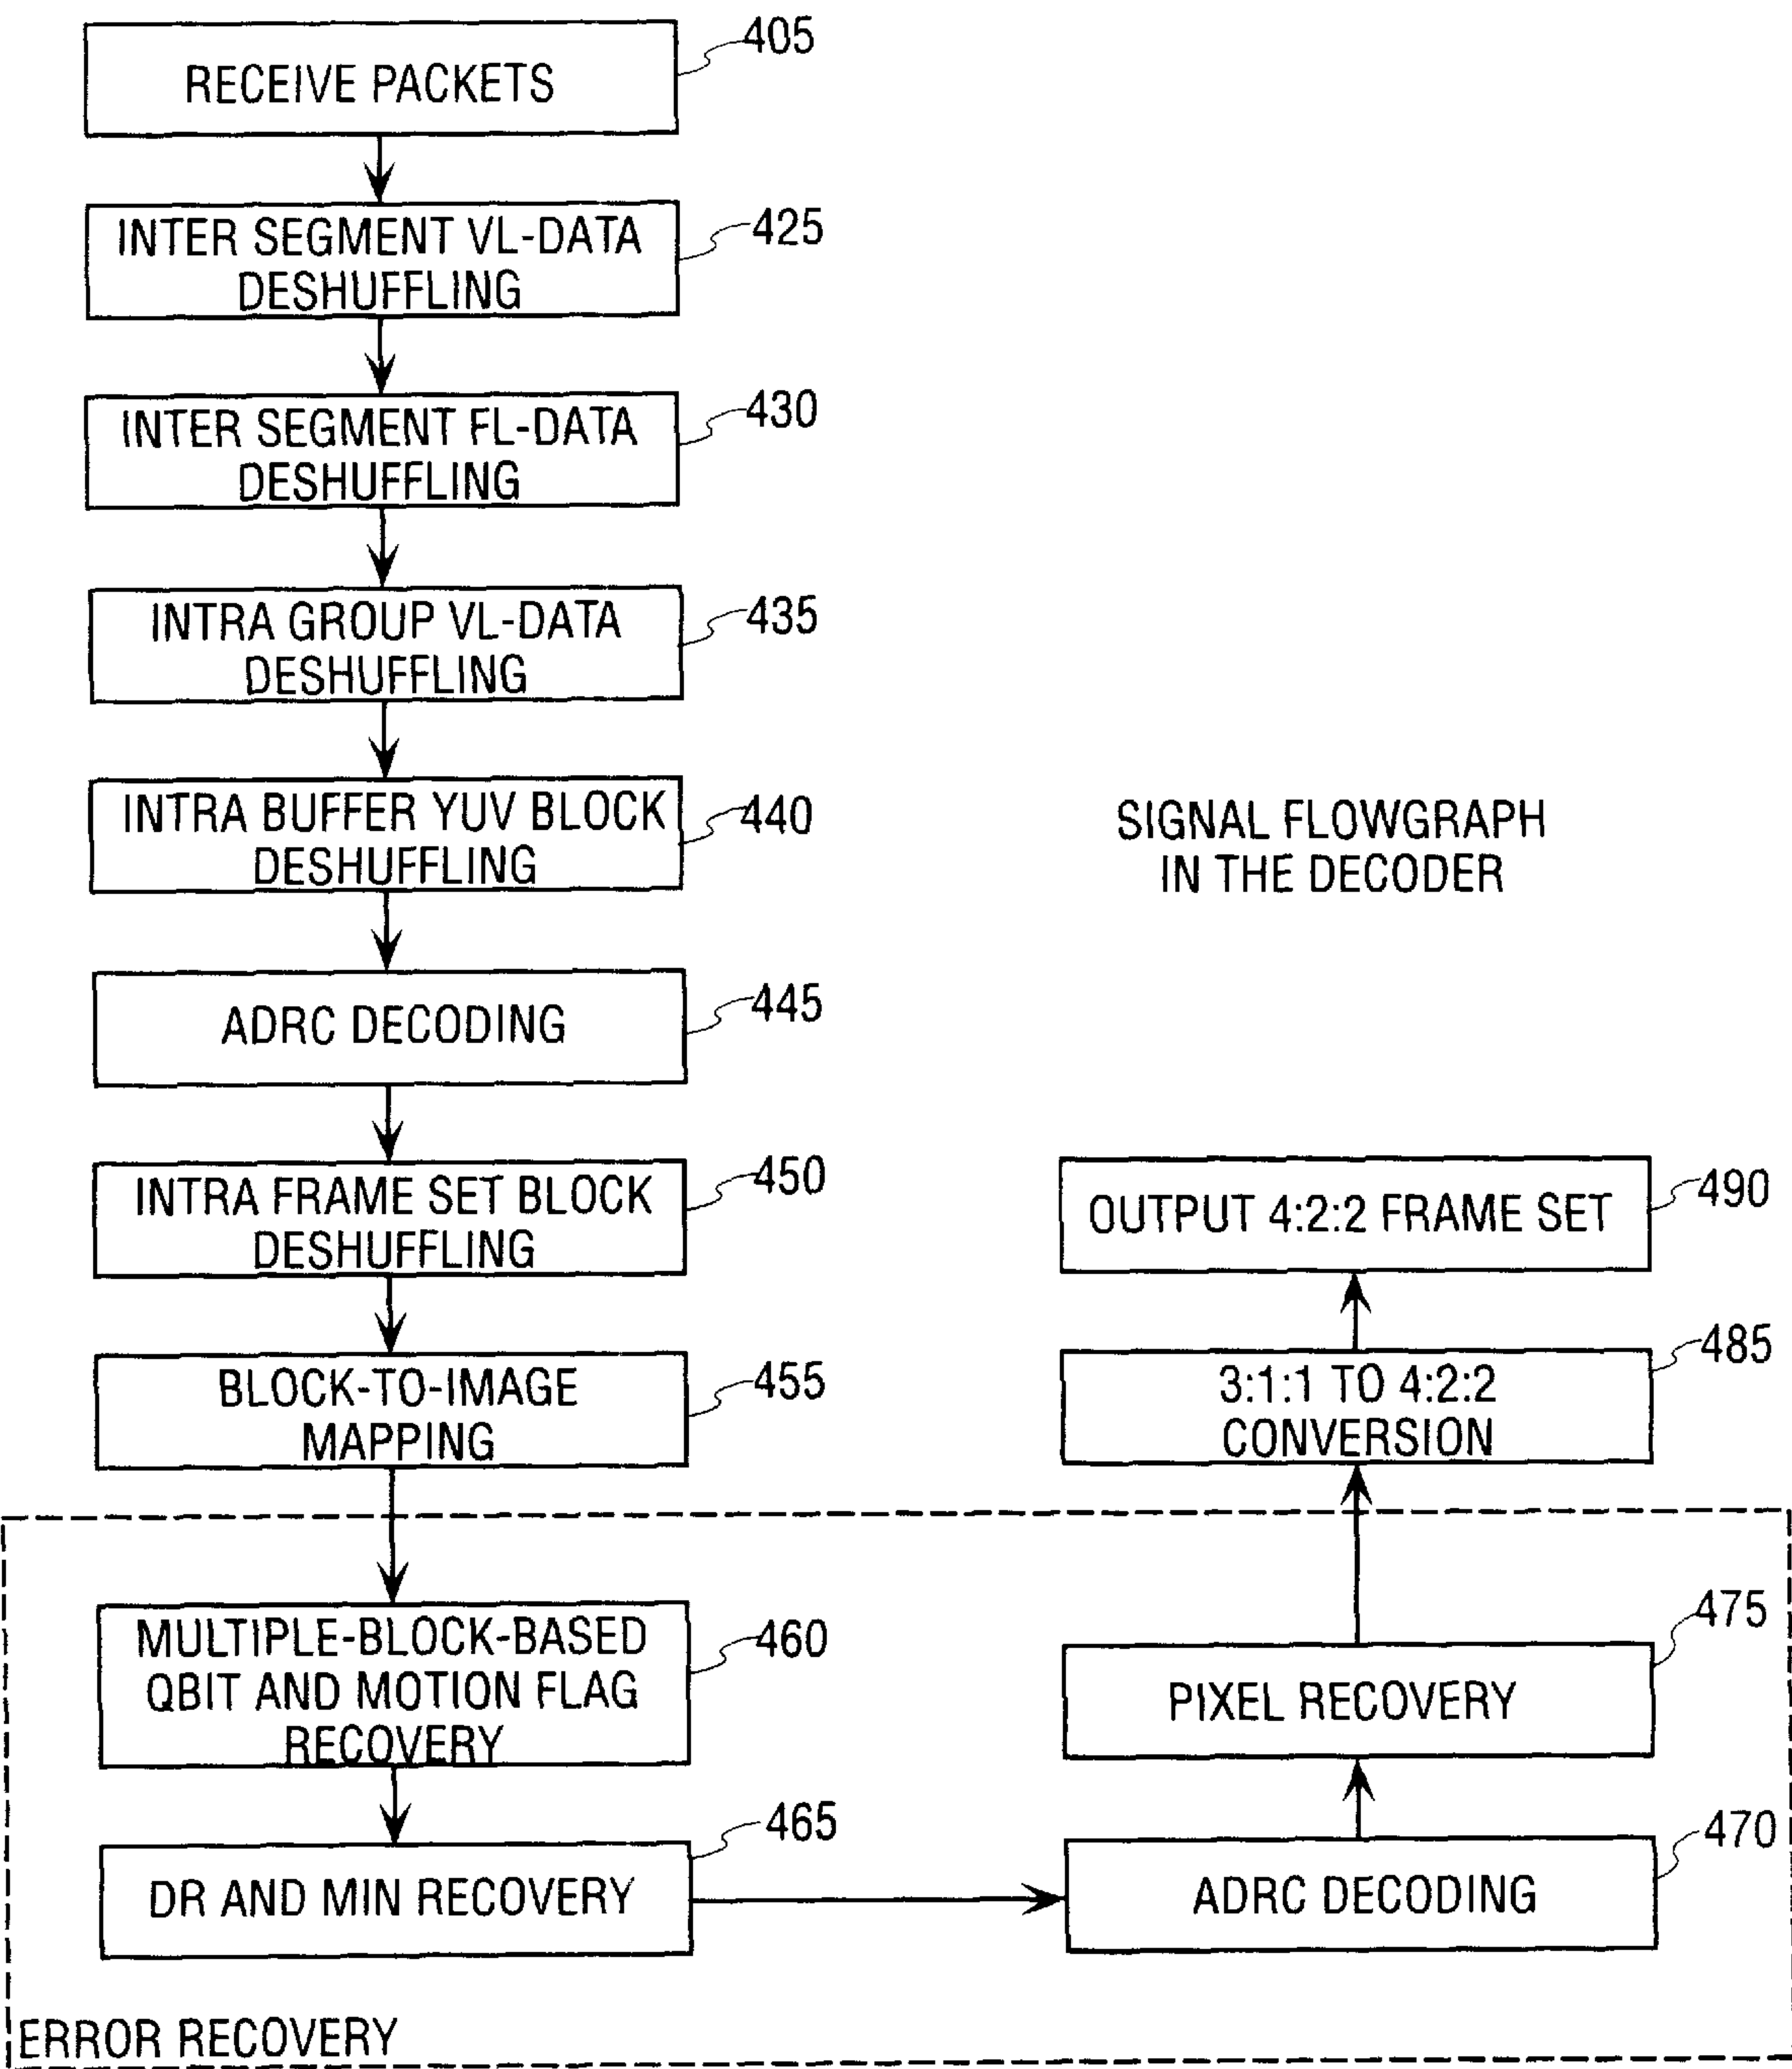 RECEIVE PACKETS
405
INTER SEGMENT VL-DATA
DESHUFFLING
425
INTER SEGMENT FL-DATA
DESHUFFLING
430
INTRA GROUP VL-DATA
DESHUFFLING
435
INTRA BUFFER YUV BLOCK
DESHUFFLING
440
SIGNAL FLOWGRAPH
IN THE DECODER
ADRC DECODING
445
INTRA FRAME SET BLOCK
DESHUFFLING
450
BLOCK-TO-IMAGE
MAPPING
455
MULTIPLE-BLOCK-BASED
QBIT AND MOTION FLAG
RECOVERY
460
DR AND MIN RECOVERY
465
ADRC DECODING
470
PIXEL RECOVERY
475
3:1:1 TO 4:2:2
CONVERSION
485
OUTPUT 4:2:2 FRAME SET
490
ERROR RECOVERY